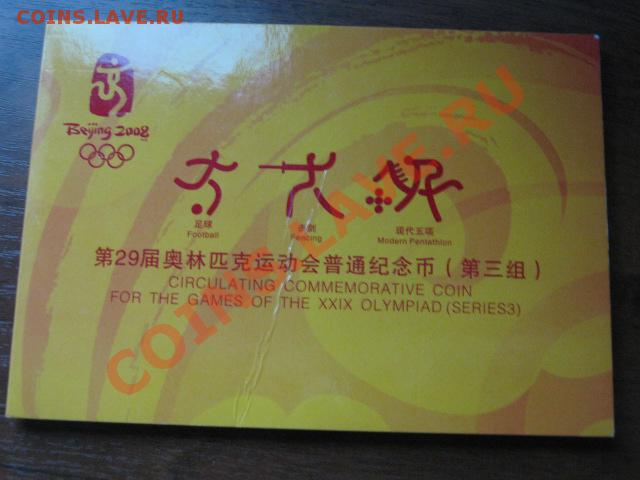 COINS.LAVE.RU
Beijing 2008
足球
Football
击剑
Fencing
现代五项
Modern Pentathlon
第29届奥林匹克运动会普通纪念币（第三组）
CIRCULATING COMMEMORATIVE COIN
FOR THE GAMES OF THE XXIX OLYMPIAD(SERIES3)
COINS.LAVE.RU